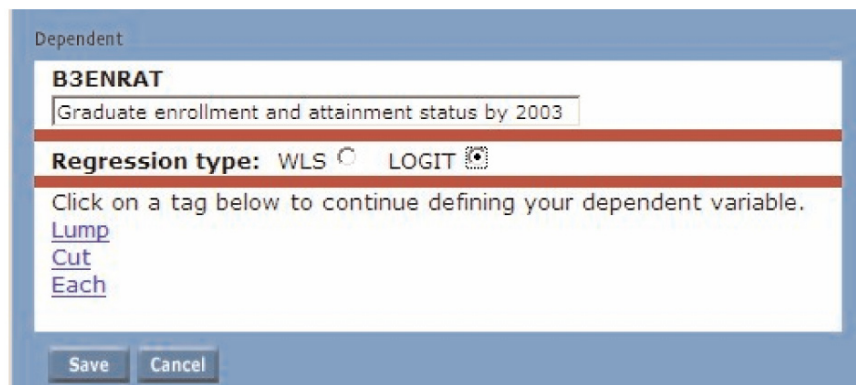 Dependent
B3ENRAT
Graduate enrollment and attainment status by 2003
Regression type: WLS LOGIT
Click on a tag below to continue defining your dependent variable.
Lump
Cut
Each
Save Cancel